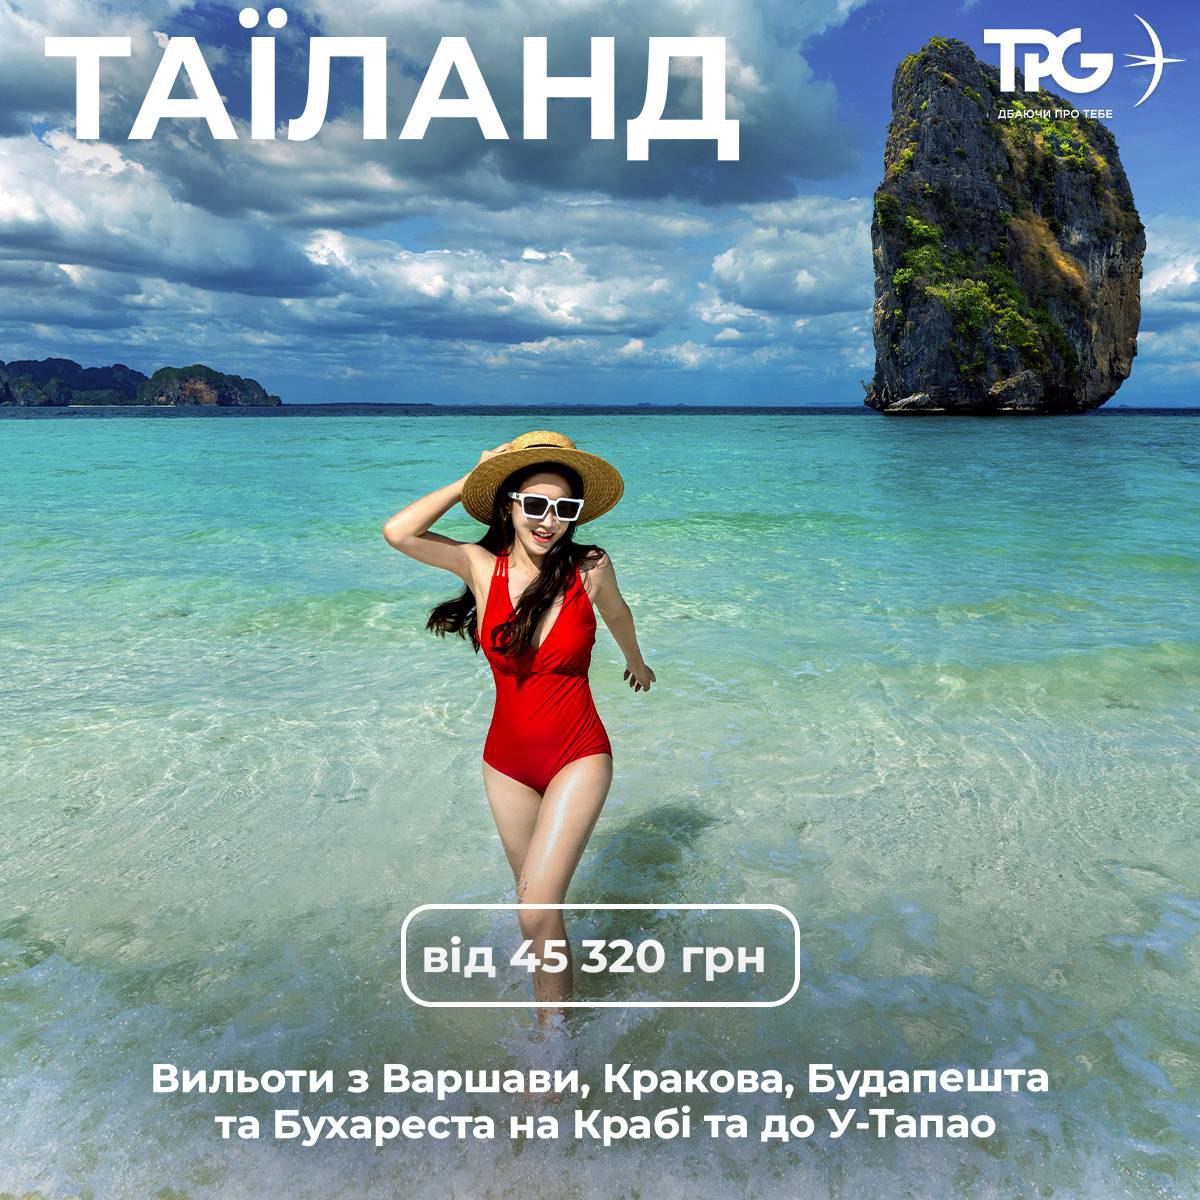 ТАЇЛАНД
TPG
ДБАЮЧИ ПРО ТЕБЕ
від 45 320 грн
Вильоти з Варшави, Кракова, Будапешта
та Бухареста на Крабі та до У-Тапао